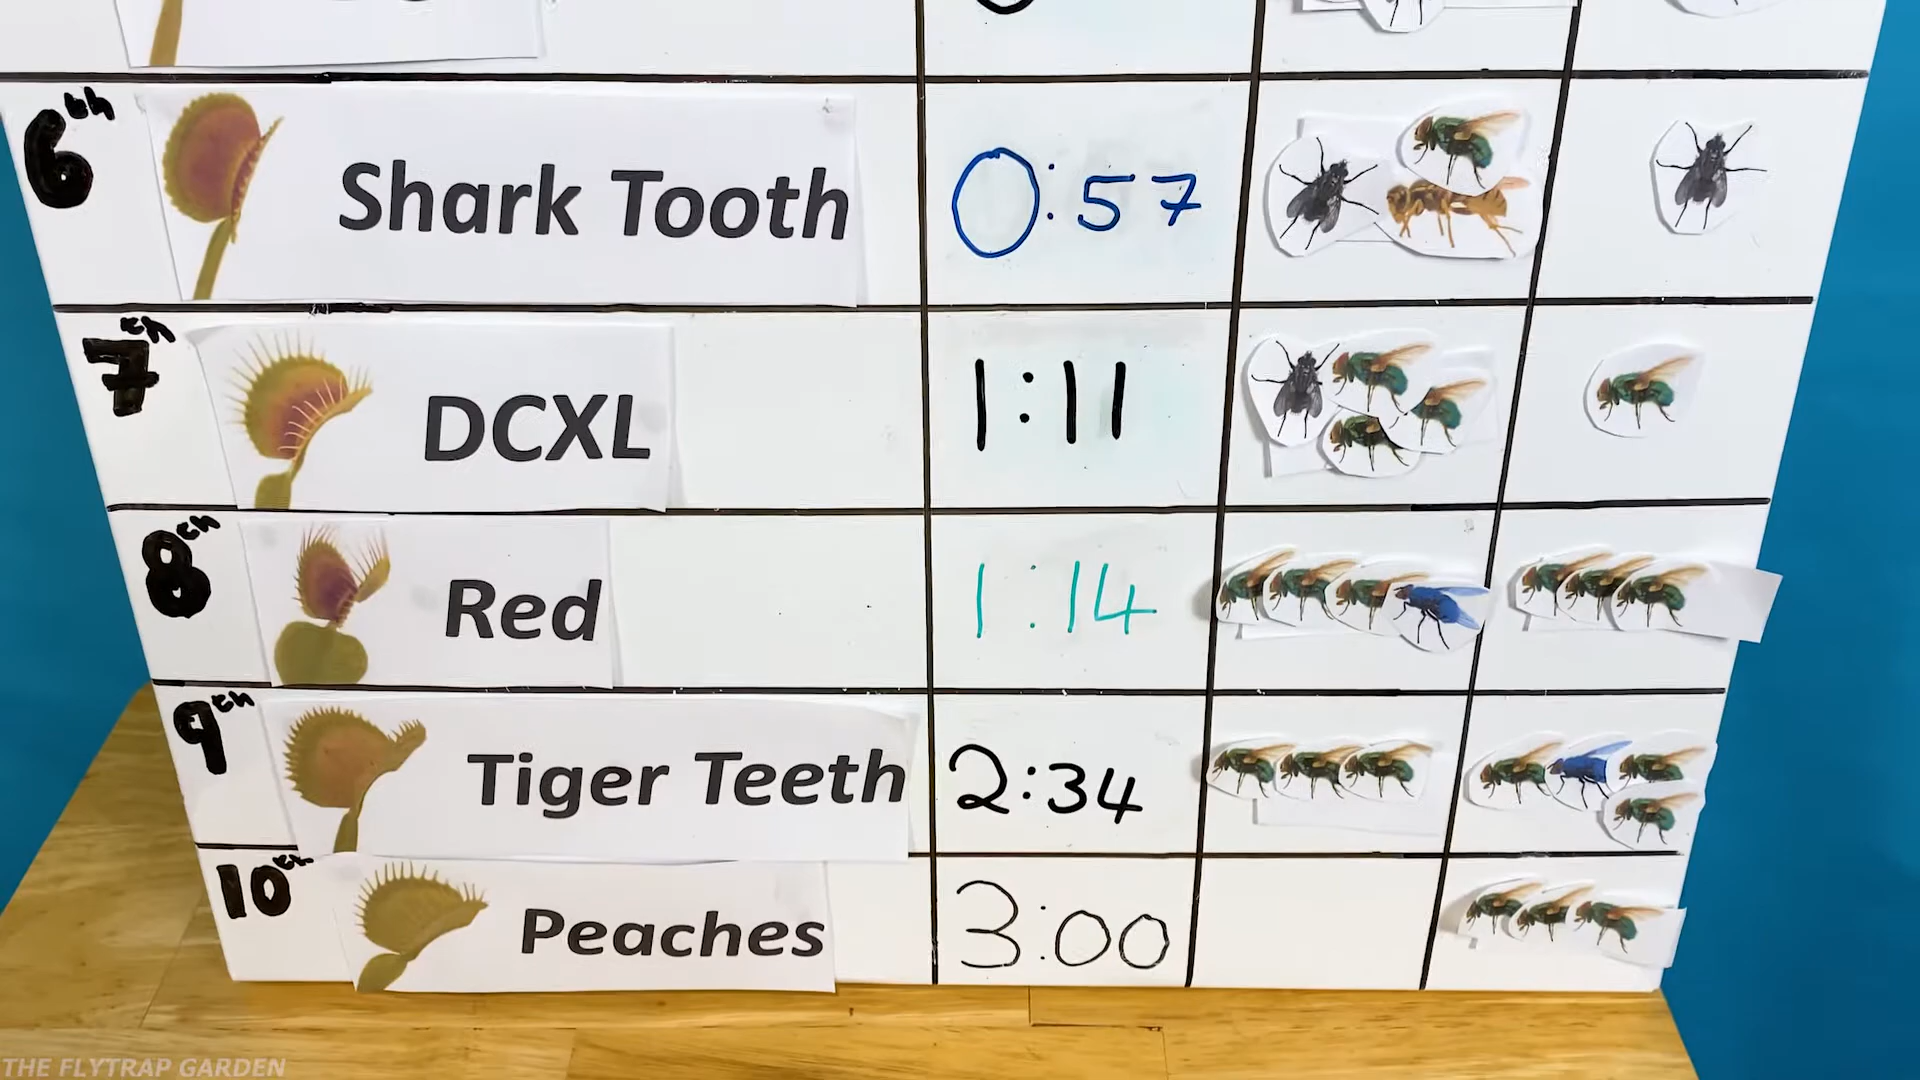 6th Shark Tooth 0:57
7th DCXL 1:11
8th Red 1:14
9th Tiger Teeth 2:34
10th Peaches 3:00
THE FLYTRAP GARDEN